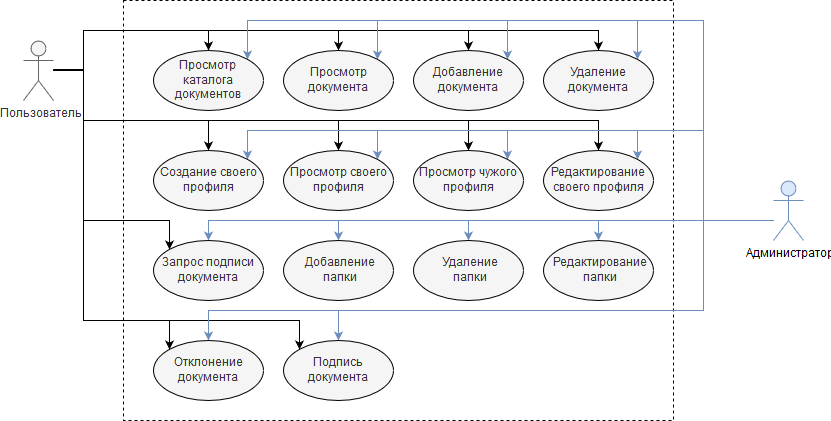 Просмотр
каталога
документов
Просмотр
документа
Добавление
документа
Удаление
документа
Пользователь
Создание своего
профиля
Просмотр своего
профиля
Просмотр чужого
профиля
Редактирование
своего профиля
Администратор
Запрос подписи
документа
Добавление
папки
Удаление
папки
Редактирование
папки
Отклонение
документа
Подпись
документа